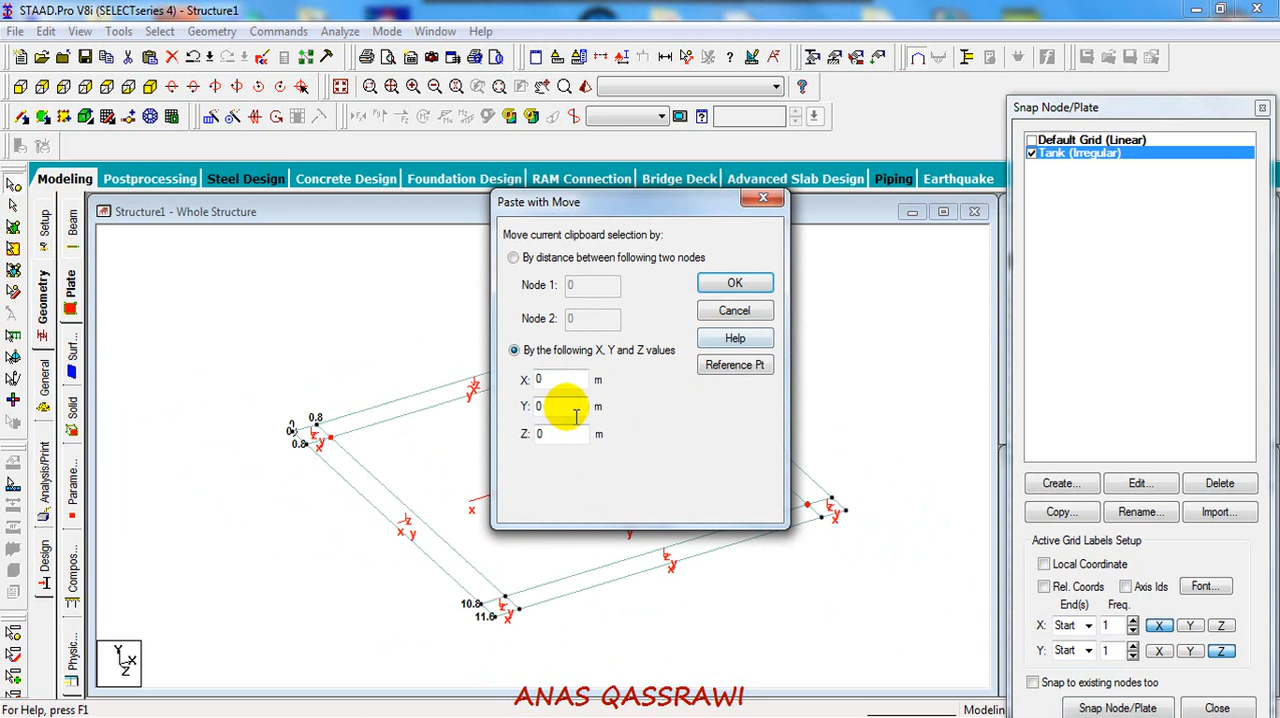 STAAD.Pro V8i (SELECTseries 4) - Structure1
File Edit View Tools Select Geometry Commands Analyze Mode Window Help
Modeling Postprocessing Steel Design Concrete Design Foundation Design RAM Connection Bridge Deck Advanced Slab Design Piping Earthquake
Setup
Geometry
General
Analysis/Print
Design
Beam
Plate
Surf...
Solid
Parame...
Compos...
Physic...
Structure1 - Whole Structure
0.8
0
0.8
10.8
11.6
x
y
z
Y
X
Z
Paste with Move
Move current clipboard selection by:
By distance between following two nodes
Node 1: 0
Node 2: 0
By the following X, Y and Z values
X: 0 m
Y: 0 m
Z: 0 m
OK
Cancel
Help
Reference Pt
Snap Node/Plate
Default Grid (Linear)
Tank (Irregular)
Create... Edit... Delete
Copy... Rename... Import...
Active Grid Labels Setup
Local Coordinate
Rel. Coords Axis Ids Font...
End(s) Freq.
X: Start 1 X Y Z
Y: Start 1 X Y Z
Snap to existing nodes too
Snap Node/Plate Close
ANAS QASSRAWI
For Help, press F1